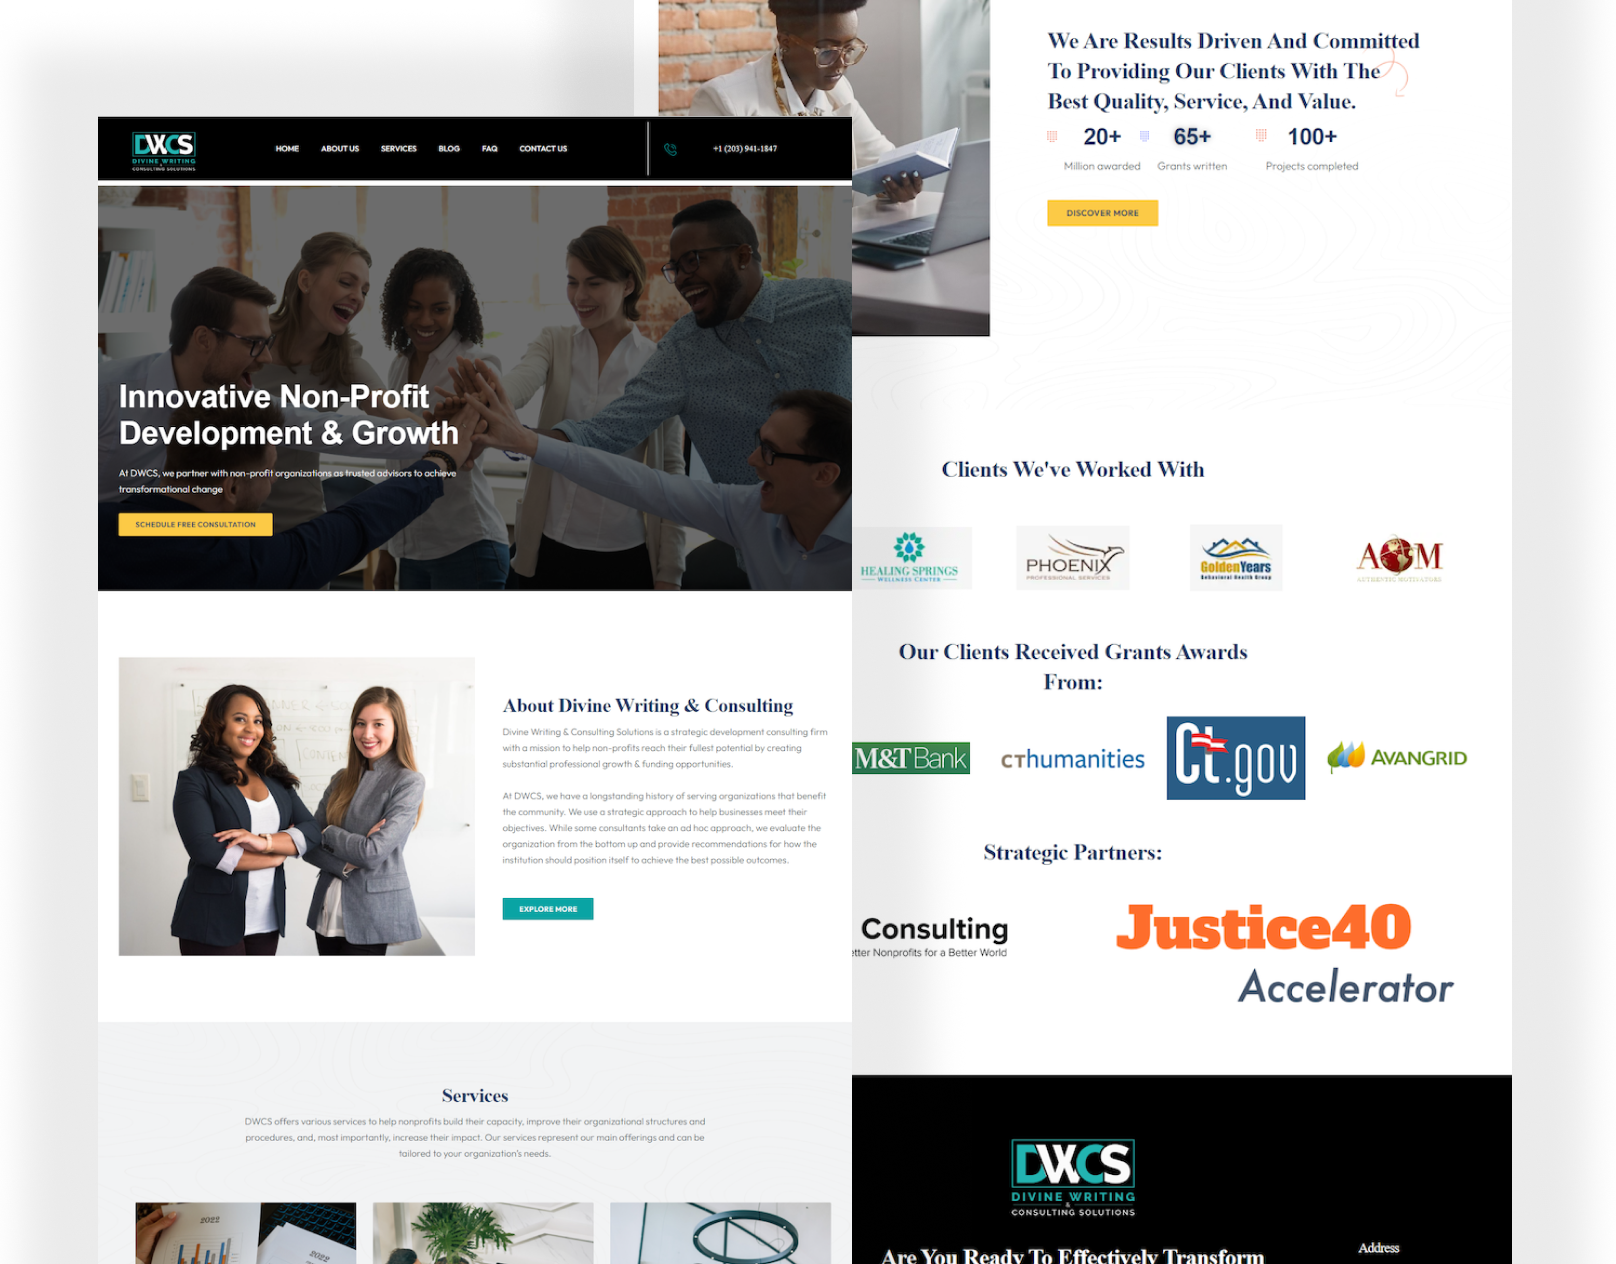 DWCS
DIVINE WRITING
&
CONSULTING SOLUTIONS
HOME
ABOUT US
SERVICES
BLOG
FAQ
CONTACT US
+1 (203) 941-1847
Innovative Non-Profit
Development & Growth
At DWCS, we partner with non-profit organizations as trusted advisors to achieve
transformational change
SCHEDULE FREE CONSULTATION
About Divine Writing & Consulting
Divine Writing & Consulting Solutions is a strategic development consulting firm
with a mission to help non-profits reach their fullest potential by creating
substantial professional growth & funding opportunities.
At DWCS, we have a longstanding history of serving organizations that benefit
the community. We use a strategic approach to help businesses meet their
objectives. While some consultants take an ad hoc approach, we evaluate the
organization from the bottom up and provide recommendations for how the
institution should position itself to achieve the best possible outcomes.
EXPLORE MORE
Services
DWCS offers various services to help nonprofits build their capacity, improve their organizational structures and
procedures, and, most importantly, increase their impact. Our services represent our main offerings and can be
tailored to your organization's needs.
2022
2022
We Are Results Driven And Committed
To Providing Our Clients With The
Best Quality, Service, And Value.
20+
65+
100+
Million awarded
Grants written
Projects completed
DISCOVER MORE
Clients We've Worked With
HEALING SPRINGS
WELLNESS CENTER
PHOENIX
PROFESSIONAL SERVICES
GoldenYears
Behavioral Health Group
AOM
AUTHENTIC MOTIVATORS
Our Clients Received Grants Awards
From:
M&T Bank
CThumanities
Ct.gov
AVANGRID
Strategic Partners:
Consulting
etter Nonprofits for a Better World
Justice40
Accelerator
DWCS
DIVINE WRITING
&
CONSULTING SOLUTIONS
Are You Ready To Effectively Transform
Address